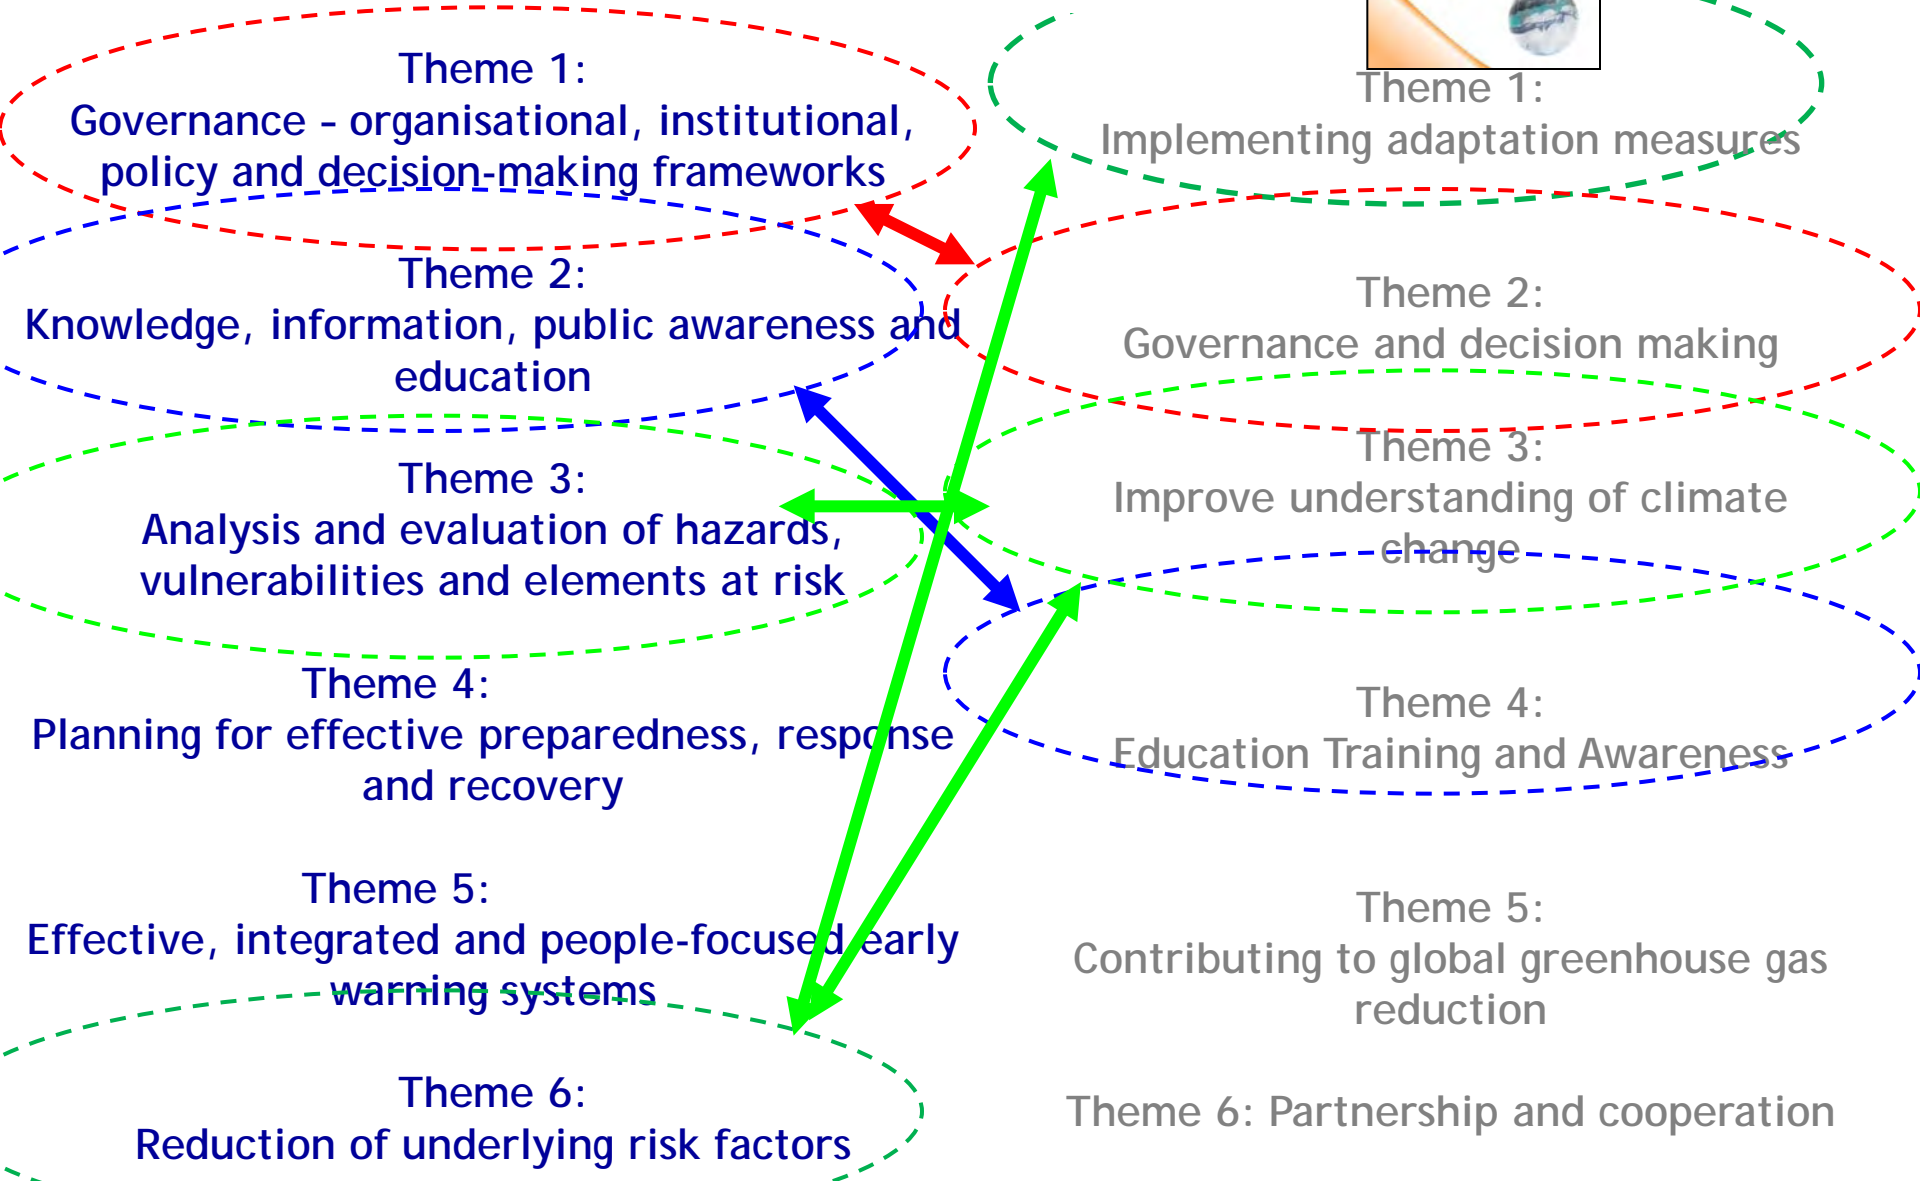 Theme 1:
Governance - organisational, institutional,
policy and decision-making frameworks
Theme 2:
Knowledge, information, public awareness and
education
Theme 3:
Analysis and evaluation of hazards,
vulnerabilities and elements at risk
Theme 4:
Planning for effective preparedness, response
and recovery
Theme 5:
Effective, integrated and people-focused early
warning systems
Theme 6:
Reduction of underlying risk factors
Theme 1:
Implementing adaptation measures
Theme 2:
Governance and decision making
Theme 3:
Improve understanding of climate
change
Theme 4:
Education Training and Awareness
Theme 5:
Contributing to global greenhouse gas
reduction
Theme 6: Partnership and cooperation